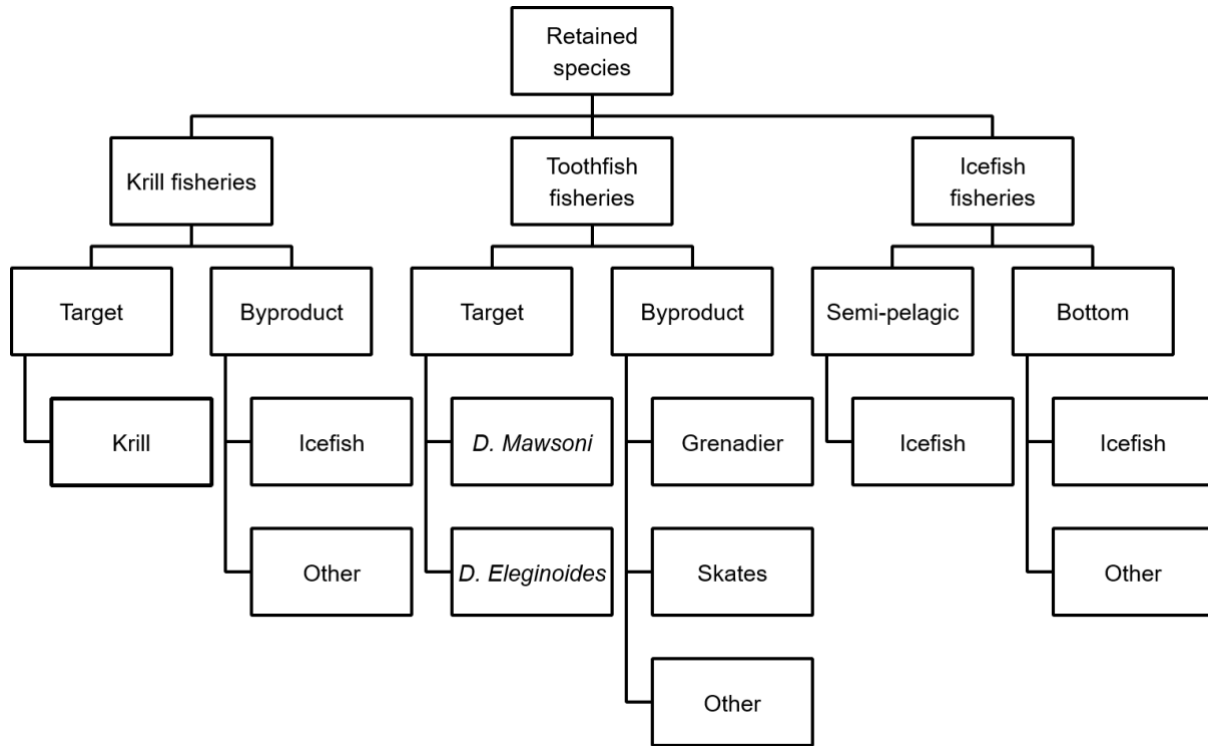 Retained
species
Krill fisheries
Toothfish
fisheries
Icefish
fisheries
Target
Byproduct
Target
Byproduct
Semi-pelagic
Bottom
Krill
Icefish
D. Mawsoni
Grenadier
Icefish
Icefish
Other
D. Eleginoides
Skates
Other
Other